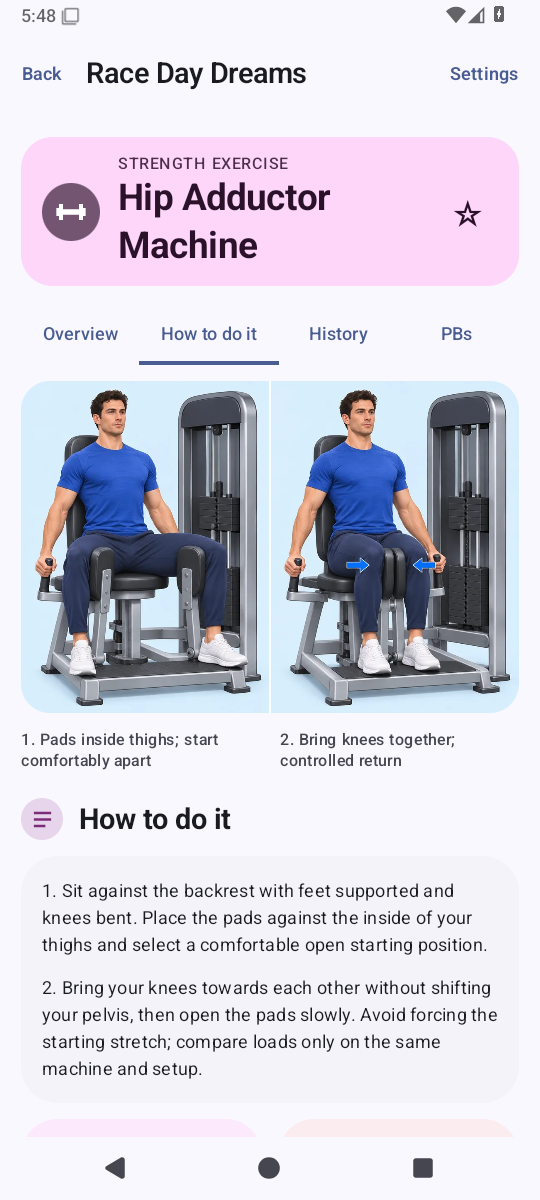 5:48
Back
Race Day Dreams
Settings
STRENGTH EXERCISE
Hip Adductor
Machine
Overview
How to do it
History
PBs
1. Pads inside thighs; start
comfortably apart
2. Bring knees together;
controlled return
How to do it
1. Sit against the backrest with feet supported and
knees bent. Place the pads against the inside of your
thighs and select a comfortable open starting position.
2. Bring your knees towards each other without shifting
your pelvis, then open the pads slowly. Avoid forcing the
starting stretch; compare loads only on the same
machine and setup.